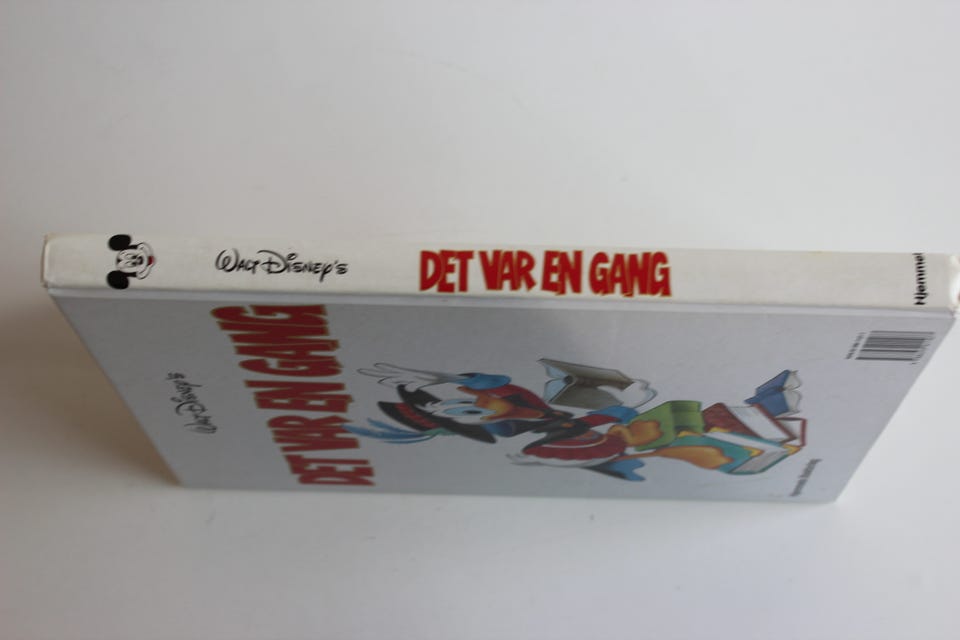 WALT DISNEY'S
DET VAR EN GANG
Hjemmet
WALT DISNEY'S
DET VAR EN GANG